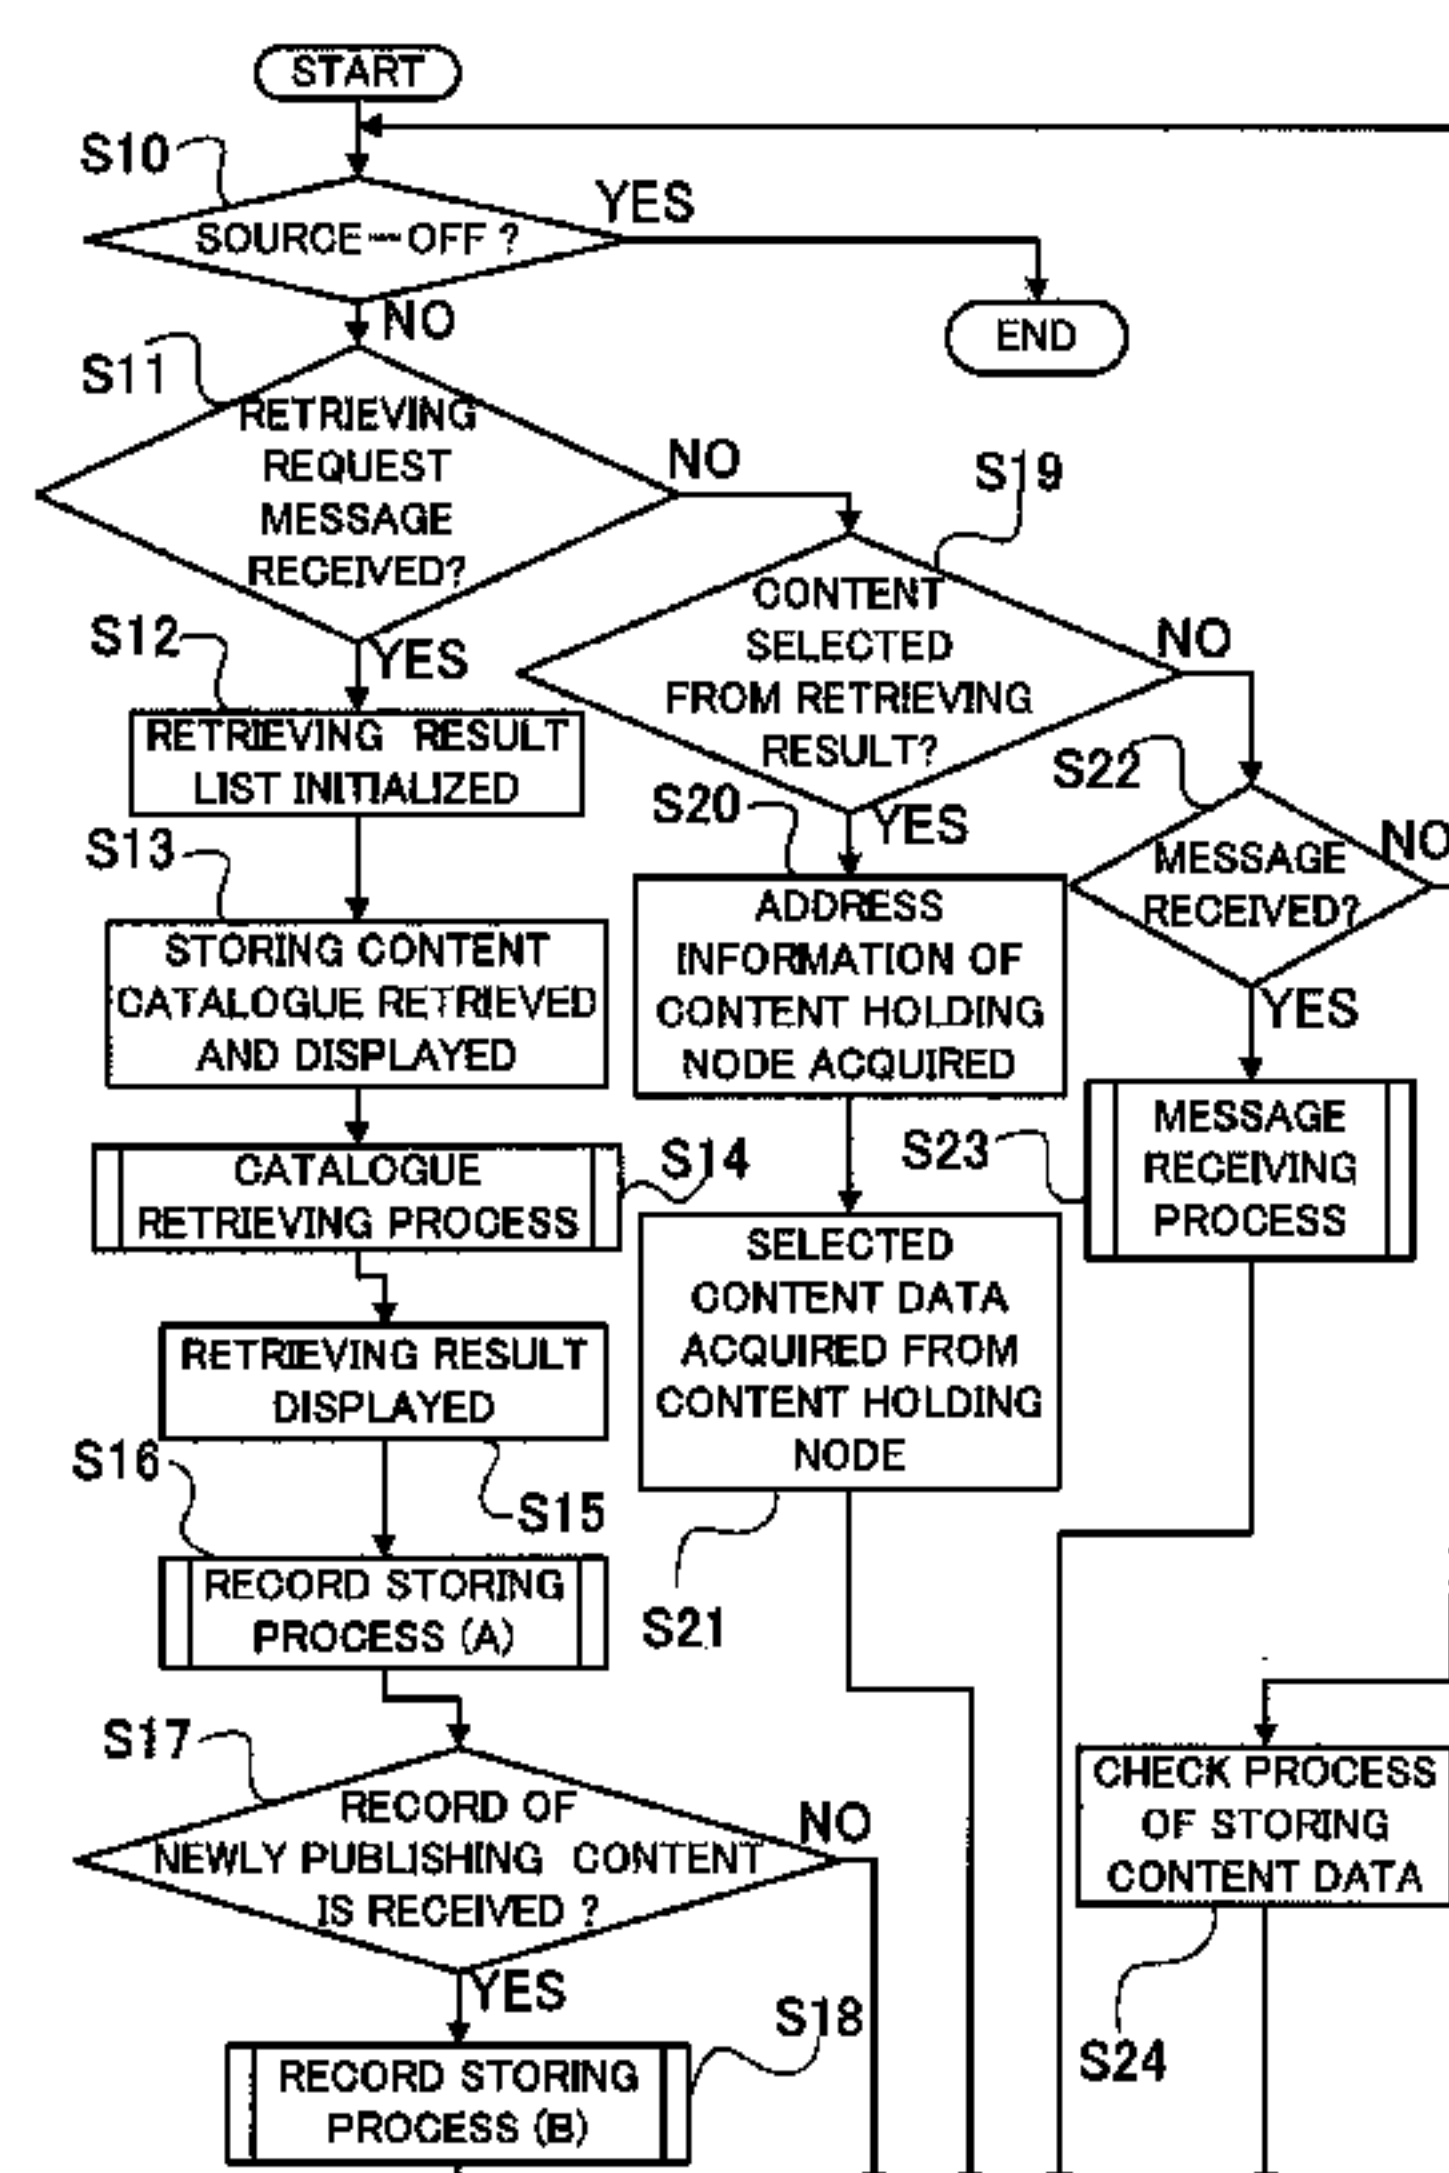 START
S10
SOURCE-OFF ?
YES
END
NO
S11
RETRIEVING
REQUEST
MESSAGE
RECEIVED?
NO
YES
S12
RETRIEVING RESULT
LIST INITIALIZED
S13
STORING CONTENT
CATALOGUE RETRIEVED
AND DISPLAYED
S14
CATALOGUE
RETRIEVING PROCESS
RETRIEVING RESULT
DISPLAYED
S15
S16
RECORD STORING
PROCESS (A)
S17
RECORD OF
NEWLY PUBLISHING CONTENT
IS RECEIVED ?
NO
YES
S18
RECORD STORING
PROCESS (B)
S19
CONTENT
SELECTED
FROM RETRIEVING
RESULT?
NO
YES
S20
ADDRESS
INFORMATION OF
CONTENT HOLDING
NODE ACQUIRED
SELECTED
CONTENT DATA
ACQUIRED FROM
CONTENT HOLDING
NODE
S21
S22
MESSAGE
RECEIVED?
NO
YES
S23
MESSAGE
RECEIVING
PROCESS
CHECK PROCESS
OF STORING
CONTENT DATA
S24